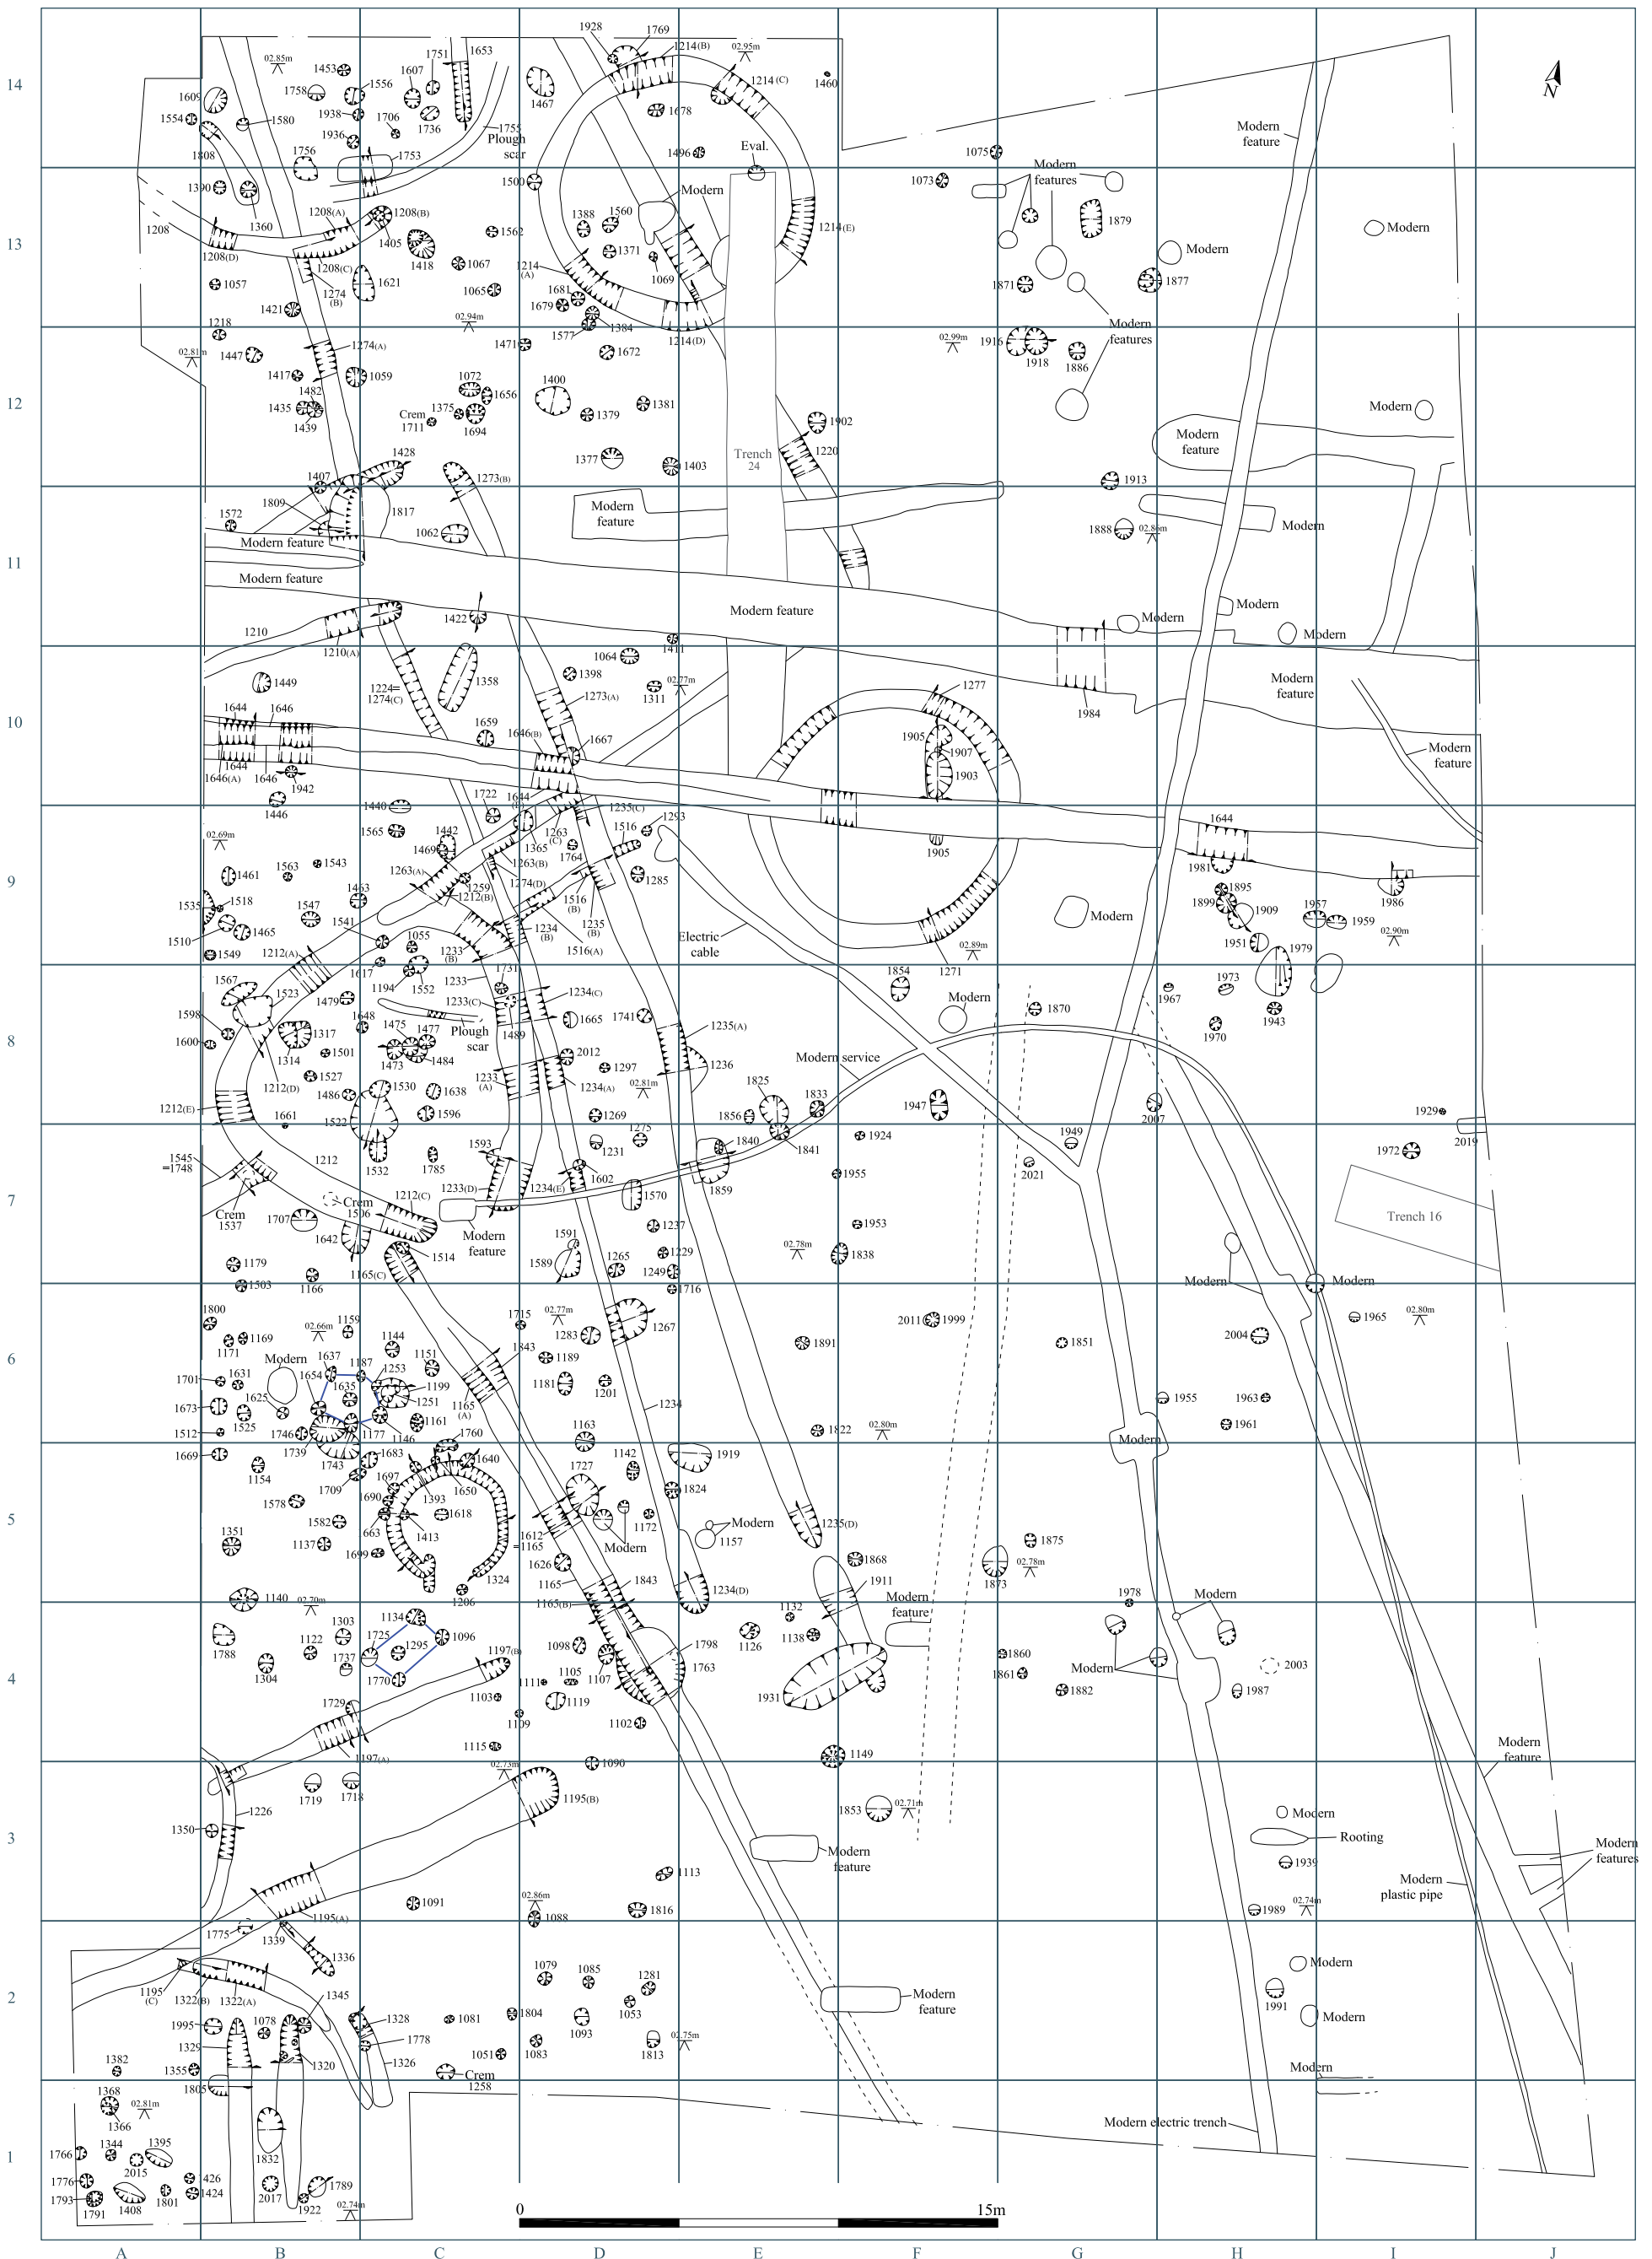 14
1928
1769
1214(B)
02.95m
1214 (C)
1460
02.85m
1453
1758
1556
1607
1751
1653
1467
1678
1609
1554
1580
1938
1706
1736
1936
1755
Plough
scar
1496
Eval.
1808
1756
1753
1075
Modern
features
Modern
feature
N
1390
1500
Modern
1073
1879
13
1208
1360
1208(A)
1208(B)
1405
1418
1562
1388
1560
1371
1214(E)
Modern
Modern
1208(D)
1208(C)
1274
(B)
1621
1067
1065
1214
(A)
1069
1057
1681
1679
1871
1877
1421
1384
1218
02.94m
1577
1214(D)
Modern
features
02.81m
1447
1274(A)
1471
1672
02.99m
1916
1918
1886
12
1417
1482
1059
1072
1656
1400
1381
1435
1439
Crem
1711
1375
1694
1379
1902
Modern
Modern
feature
1428
1377
1403
Trench
24
1220
1407
1273(B)
1913
1809
1817
Modern
feature
1572
1062
1888
02.86m
Modern
Modern feature
11
Modern feature
Modern feature
1210
1422
Modern
Modern
Modern
1210(A)
1411
1064
1398
1449
1224=
1274(C)
1358
1273(A)
1311
02.77m
1277
Modern
feature
1984
10
1644
1646
1659
1646(B)
1667
1905
1907
1903
Modern
feature
1644
1646(A)
1646
1942
1446
1440
1722
1644
1235(C)
1293
1565
1442
1365
1263
(C)
1516
1644
02.69m
1469
1764
1905
1981
1563
1543
1263(A)
1263(B)
1461
1259
1274(D)
1285
1986
9
1535
1518
1463
1212(B)
1516
(B)
1895
1899
1909
1957
1959
1547
1541
1235
(B)
Modern
1510
1465
1055
1233
(B)
1234
(B)
1516(A)
Electric
cable
1951
1979
02.90m
1549
1212(A)
1617
1271
02.89m
1567
1194
1552
1233
1731
1854
1973
1523
1479
1233(C)
1234(C)
1967
1598
1648
Plough
scar
1489
1665
1741
1870
1943
8
1600
1317
1475
1477
1235(A)
Modern
1970
1314
1501
1473
1484
2012
1236
Modern service
1212(D)
1527
1233
(A)
1234(A)
1297
1486
1530
1638
02.81m
1825
1833
1947
1212(E)
1661
1522
1596
1269
1856
2007
1929
1275
1949
2019
1545
=1748
1212
1532
1785
1593
1231
1840
1841
1924
1972
7
Crem
1537
Crem
1506
1212(C)
1233(D)
1234(E)
1602
1859
1955
2021
Trench 16
1707
1570
1642
Modern
feature
1237
1953
1514
1591
1179
1165(C)
1589
1265
1229
02.78m
1838
1503
1166
1249
Modern
Modern
1716
1800
1159
1715
02.77m
1267
2011
1999
1965
02.80m
1171
1169
02.66m
1144
1283
1891
1851
2004
6
Modern
1637
1187
1151
1843
1189
1701
1631
1654
1253
1635
1199
1251
1181
1201
1955
1963
1673
1625
1165
(A)
1234
1525
1161
1512
1746
1177
1146
1163
1822
02.80m
1961
1669
1739
1743
1683
1760
1142
1919
Modern
1154
1709
1697
1640
1650
1727
1578
1690
1393
1824
5
1582
663
1618
1172
Modern
1157
1235(D)
1351
1137
1413
1612
=1165
Modern
1875
1699
1626
1868
1324
1873
02.78m
1140
1206
1165
1843
1911
1234(D)
1978
Modern
02.70m
1165(B)
Modern
feature
1134
1132
1788
1303
1725
1295
1096
1098
1126
1138
1122
1197(B)
1798
1860
2003
4
1304
1737
1770
1105
1107
1763
1861
Modern
1103
1111
1119
1931
1882
1987
1729
1109
1102
1197(A)
1115
1149
Modern
feature
02.73m
1090
1719
1718
1195(B)
1226
1853
02.71m
Modern
3
1350
Rooting
Modern
features
Modern
feature
1939
1113
Modern
plastic pipe
1195(A)
1091
02.86m
1816
1989
02.74m
1775
1339
1088
1336
1079
1085
1281
Modern
1195
(C)
1322(B)
1322(A)
1345
1053
Modern
feature
1991
2
1995
1078
1328
1081
1804
1093
Modern
1329
1778
1083
1813
02.75m
1382
1355
1320
1326
1051
Modern
1805
Crem
1258
1368
02.81m
1366
Modern electric trench
1766
1344
1395
1
2015
1832
1776
1426
1793
1801
1424
2017
1789
1791
1408
1922
02.74m
0
15m
A
B
C
D
E
F
G
H
I
J